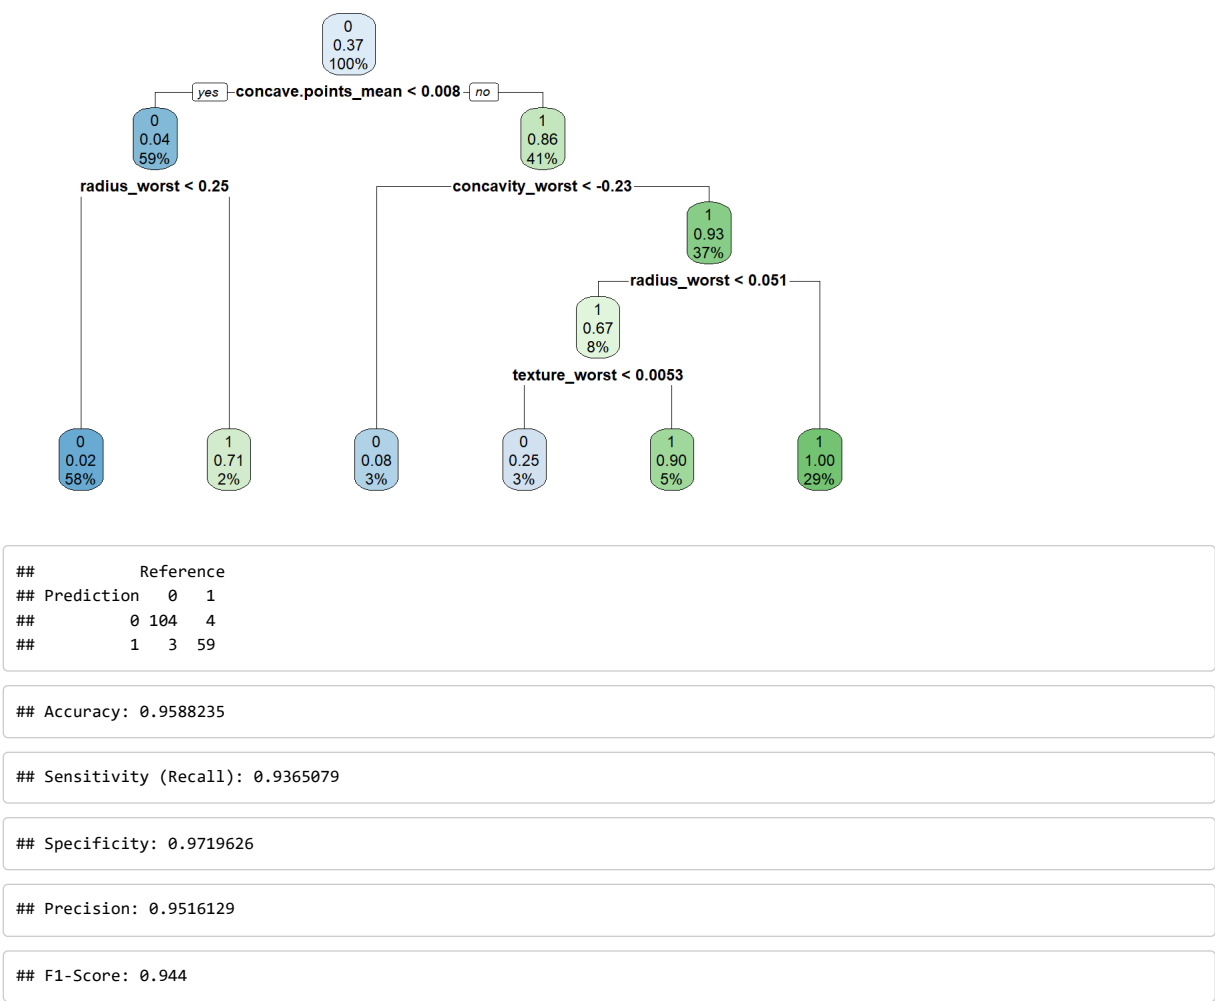 0
0.37
100%
yes concave.points_mean < 0.008 no
0
0.04
59%
1
0.86
41%
radius_worst < 0.25
concavity_worst < -0.23
1
0.93
37%
radius_worst < 0.051
1
0.67
8%
texture_worst < 0.0053
0
0.02
58%
1
0.71
2%
0
0.08
3%
0
0.25
3%
1
0.90
5%
1
1.00
29%
##           Reference
## Prediction   0   1
##          0 104   4
##          1   3  59
## Accuracy: 0.9588235
## Sensitivity (Recall): 0.9365079
## Specificity: 0.9719626
## Precision: 0.9516129
## F1-Score: 0.944